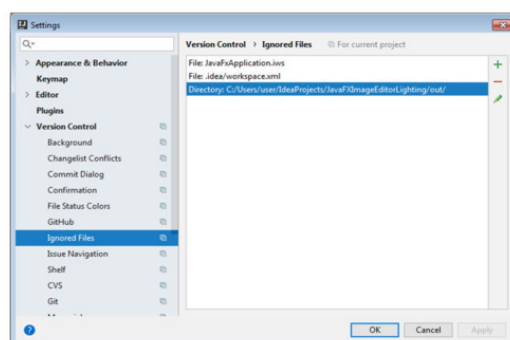 Settings
Version Control > Ignored Files For current project
Appearance & Behavior
Keymap
Editor
Plugins
Version Control
Background
Changelist Conflicts
Commit Dialog
Confirmation
File Status Colors
GitHub
Ignored Files
Issue Navigation
Shelf
CVS
Git
File: JavaFxApplication.iws
File: .idea/workspace.xml
Directory: C:/Users/user/IdeaProjects/JavaFXImageEditorLighting/out/
OK Cancel Apply